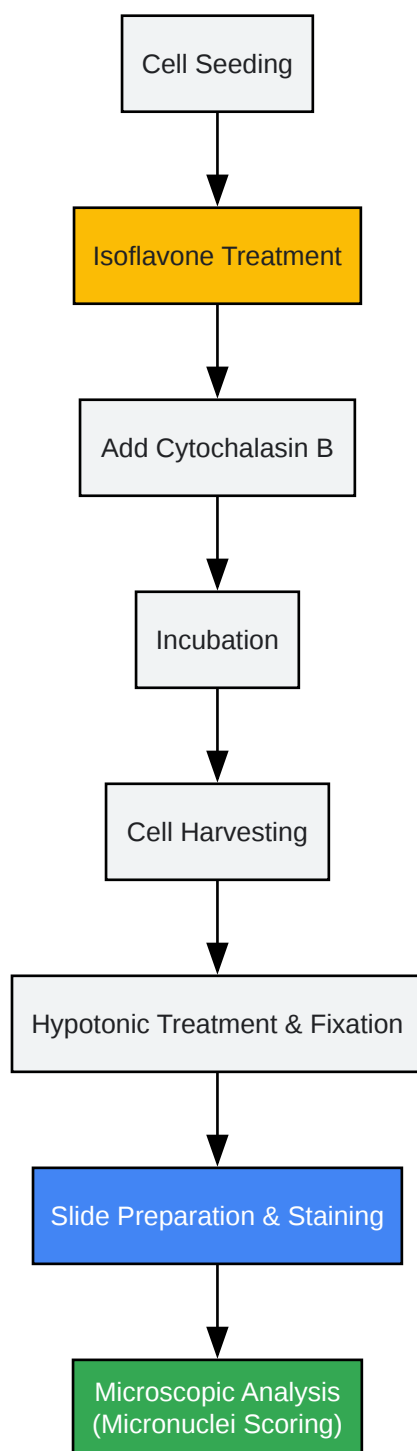 Cell Seeding
Isoflavone Treatment
Add Cytochalasin B
Incubation
Cell Harvesting
Hypotonic Treatment & Fixation
Slide Preparation & Staining
Microscopic Analysis
(Micronuclei Scoring)